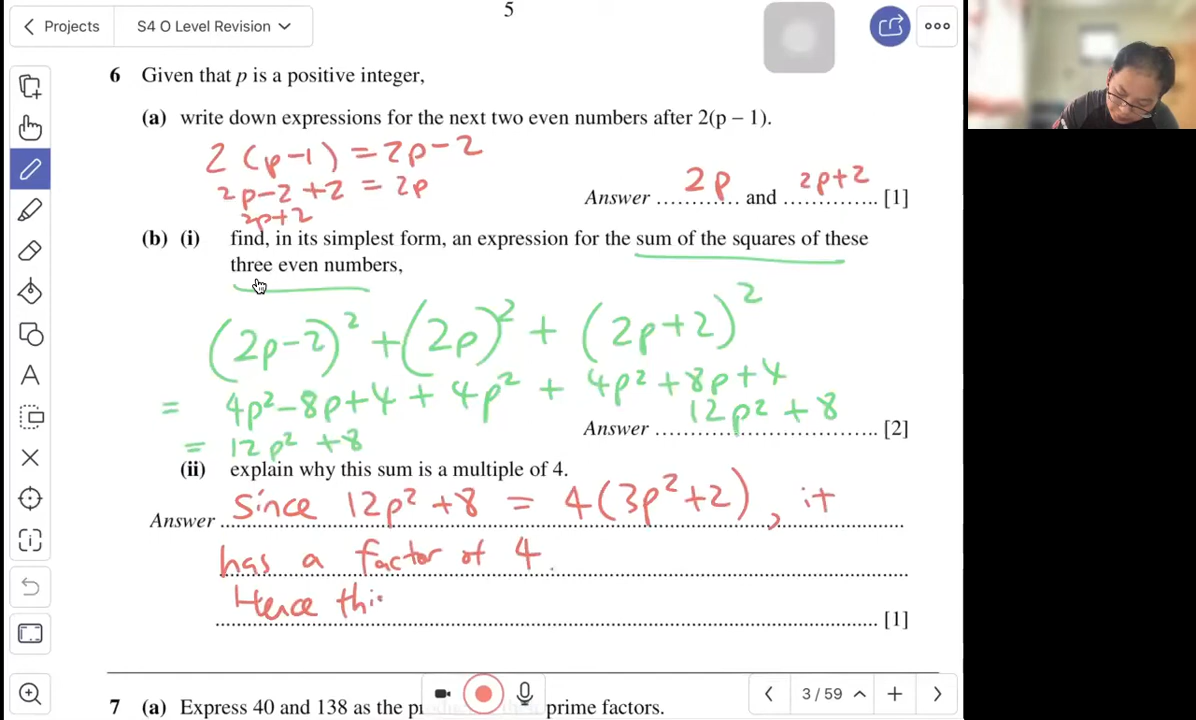 5
Projects
S4 O Level Revision
6 Given that p is a positive integer,
(a) write down expressions for the next two even numbers after 2(p − 1).
2(p-1) = 2p-2
2p-2+2 = 2p
2p+2
Answer 2p and 2p+2 [1]
(b) (i) find, in its simplest form, an expression for the sum of the squares of these
three even numbers,
(2p-2)² + (2p)² + (2p+2)²
= 4p²-8p+4 + 4p² + 4p²+8p+4
= 12p² +8
Answer 12p² + 8 [2]
(ii) explain why this sum is a multiple of 4.
Answer Since 12p² +8 = 4(3p²+2), it
has a factor of 4.
Hence this
[1]
7 (a) Express 40 and 138 as the prime factors.
3 / 59